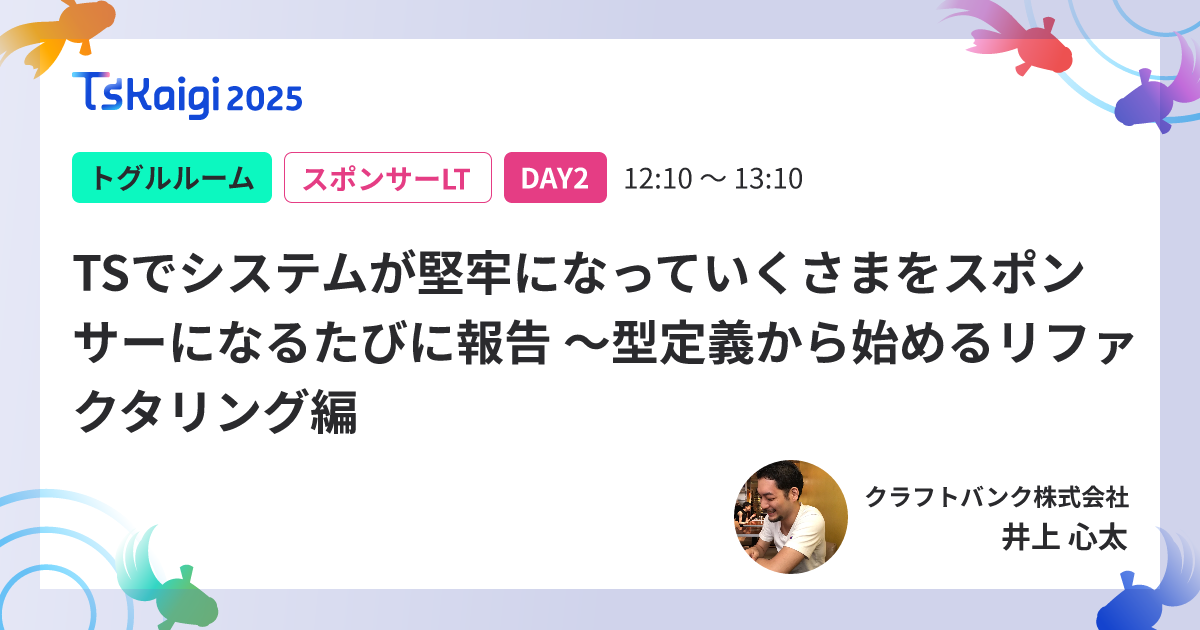 TSKaigi 2025
トグルルーム スポンサーLT DAY2 12:10 〜 13:10
TSでシステムが堅牢になっていくさまをスポン
サーになるたびに報告 〜型定義から始めるリファ
クタリング編
クラフトバンク株式会社
井上 心太